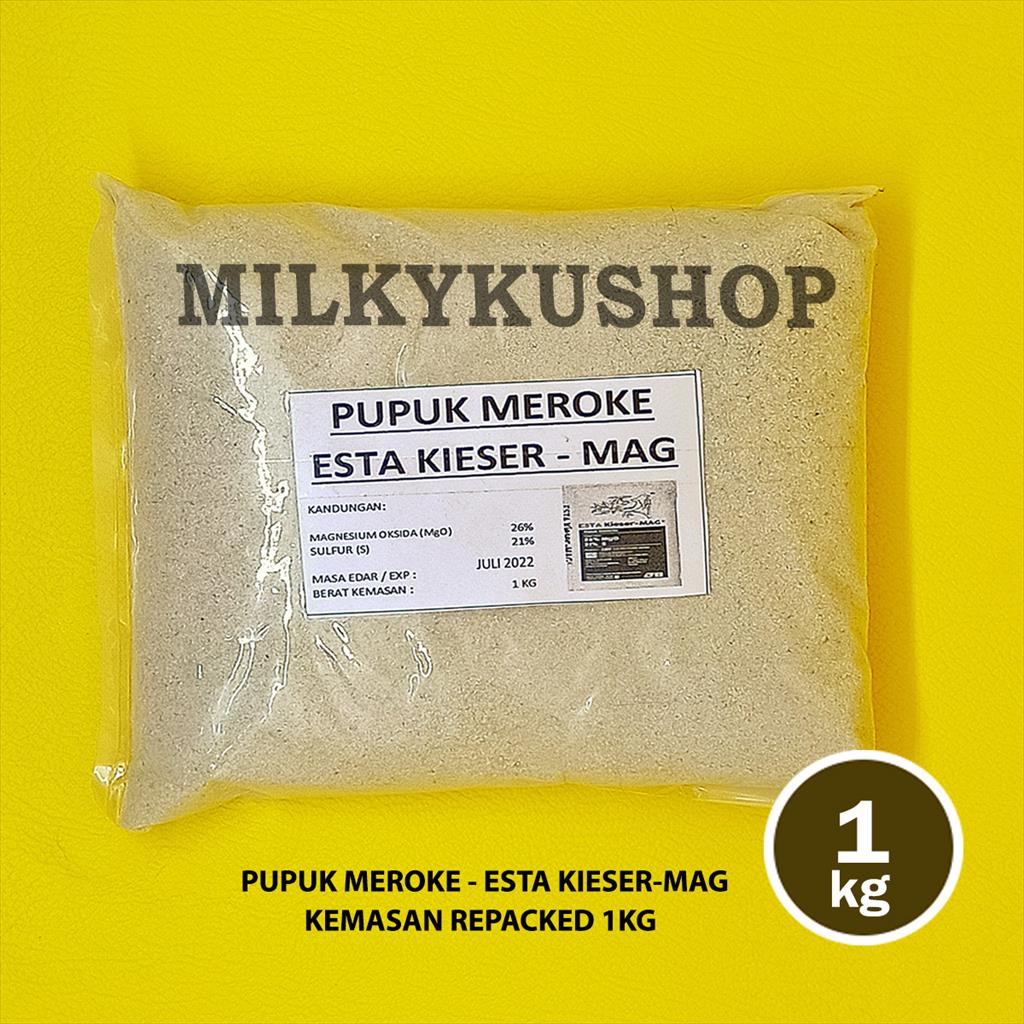 MILKYKUSHOP
PUPUK MEROKE
ESTA KIESER - MAG
KANDUNGAN:
MAGNESIUM OKSIDA (MgO) 26%
SULFUR (S) 21%
MASA EDAR / EXP : JULI 2022
BERAT KEMASAN : 1 KG
ESTA Kieser-MAG
1
kg
PUPUK MEROKE - ESTA KIESER-MAG
KEMASAN REPACKED 1KG